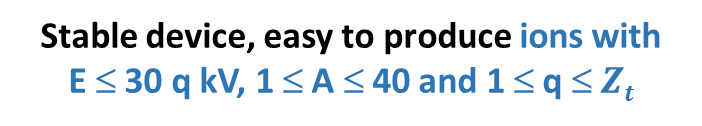 Stable device, easy to produce ions with
E ≤ 30 q kV, 1 ≤ A ≤ 40 and 1 ≤ q ≤ Zₜ